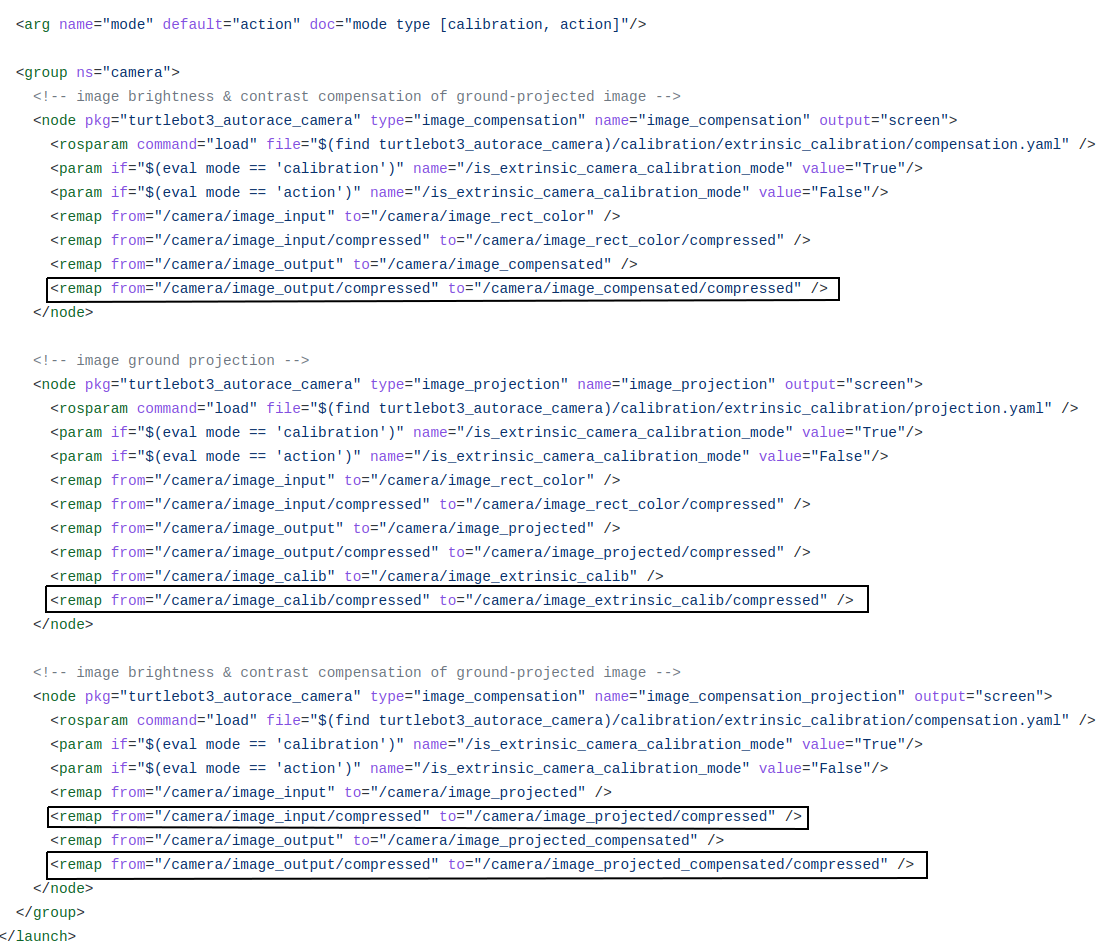 <arg name="mode" default="action" doc="mode type [calibration, action]"/>
<group ns="camera">
<!-- image brightness & contrast compensation of ground-projected image -->
<node pkg="turtlebot3_autorace_camera" type="image_compensation" name="image_compensation" output="screen">
<rosparam command="load" file="$(find turtlebot3_autorace_camera)/calibration/extrinsic_calibration/compensation.yaml" />
<param if="$(eval mode == 'calibration')" name="/is_extrinsic_camera_calibration_mode" value="True"/>
<param if="$(eval mode == 'action')" name="/is_extrinsic_camera_calibration_mode" value="False"/>
<remap from="/camera/image_input" to="/camera/image_rect_color" />
<remap from="/camera/image_input/compressed" to="/camera/image_rect_color/compressed" />
<remap from="/camera/image_output" to="/camera/image_compensated" />
<remap from="/camera/image_output/compressed" to="/camera/image_compensated/compressed" />
</node>
<!-- image ground projection -->
<node pkg="turtlebot3_autorace_camera" type="image_projection" name="image_projection" output="screen">
<rosparam command="load" file="$(find turtlebot3_autorace_camera)/calibration/extrinsic_calibration/projection.yaml" />
<param if="$(eval mode == 'calibration')" name="/is_extrinsic_camera_calibration_mode" value="True"/>
<param if="$(eval mode == 'action')" name="/is_extrinsic_camera_calibration_mode" value="False"/>
<remap from="/camera/image_input" to="/camera/image_rect_color" />
<remap from="/camera/image_input/compressed" to="/camera/image_rect_color/compressed" />
<remap from="/camera/image_output" to="/camera/image_projected" />
<remap from="/camera/image_output/compressed" to="/camera/image_projected/compressed" />
<remap from="/camera/image_calib" to="/camera/image_extrinsic_calib" />
<remap from="/camera/image_calib/compressed" to="/camera/image_extrinsic_calib/compressed" />
</node>
<!-- image brightness & contrast compensation of ground-projected image -->
<node pkg="turtlebot3_autorace_camera" type="image_compensation" name="image_compensation_projection" output="screen">
<rosparam command="load" file="$(find turtlebot3_autorace_camera)/calibration/extrinsic_calibration/compensation.yaml" />
<param if="$(eval mode == 'calibration')" name="/is_extrinsic_camera_calibration_mode" value="True"/>
<param if="$(eval mode == 'action')" name="/is_extrinsic_camera_calibration_mode" value="False"/>
<remap from="/camera/image_input" to="/camera/image_projected" />
<remap from="/camera/image_input/compressed" to="/camera/image_projected/compressed" />
<remap from="/camera/image_output" to="/camera/image_projected_compensated" />
<remap from="/camera/image_output/compressed" to="/camera/image_projected_compensated/compressed" />
</node>
</group>
</launch>